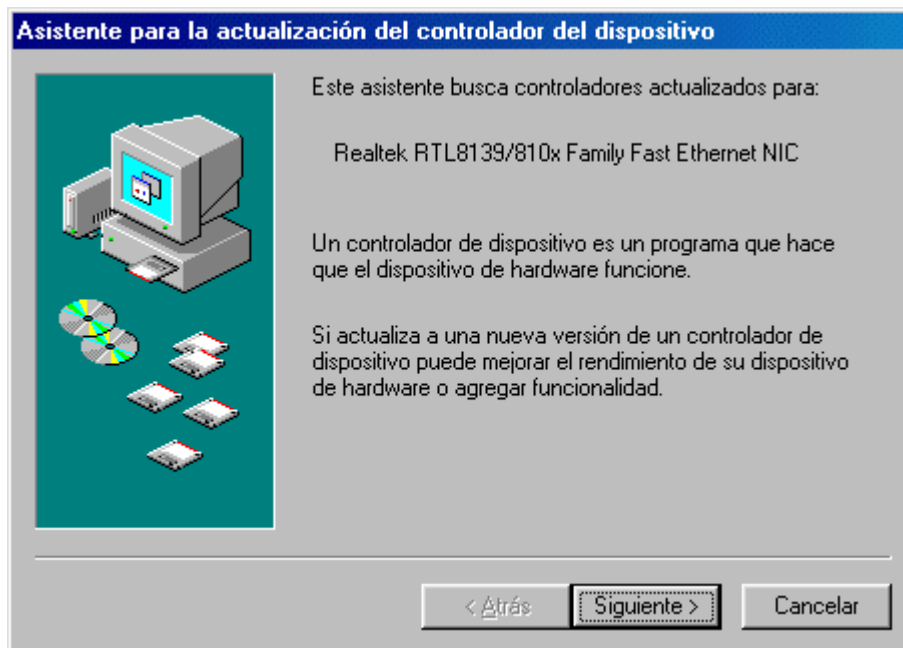 Asistente para la actualización del controlador del dispositivo
Este asistente busca controladores actualizados para:
Realtek RTL8139/810x Family Fast Ethernet NIC
Un controlador de dispositivo es un programa que hace
que el dispositivo de hardware funcione.
Si actualiza a una nueva versión de un controlador de
dispositivo puede mejorar el rendimiento de su dispositivo
de hardware o agregar funcionalidad.
< Atrás
Siguiente >
Cancelar